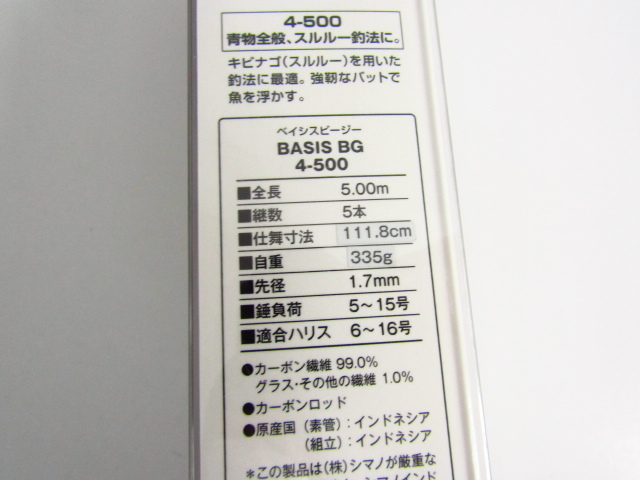 4-500
青物全般、スルルー釣法に。
キビナゴ(スルルー)を用いた
釣法に最適。強靭なバットで
魚を浮かす。
ベイシスビージー
BASIS BG
4-500
■全長 5.00m
■継数 5本
■仕舞寸法 111.8cm
■自重 335g
■先径 1.7mm
■錘負荷 5～15号
■適合ハリス 6～16号
●カーボン繊維 99.0%
グラス・その他の繊維 1.0%
●カーボンロッド
●原産国(素管):インドネシア
(組立):インドネシア
*この製品は(株)シマノが厳重な